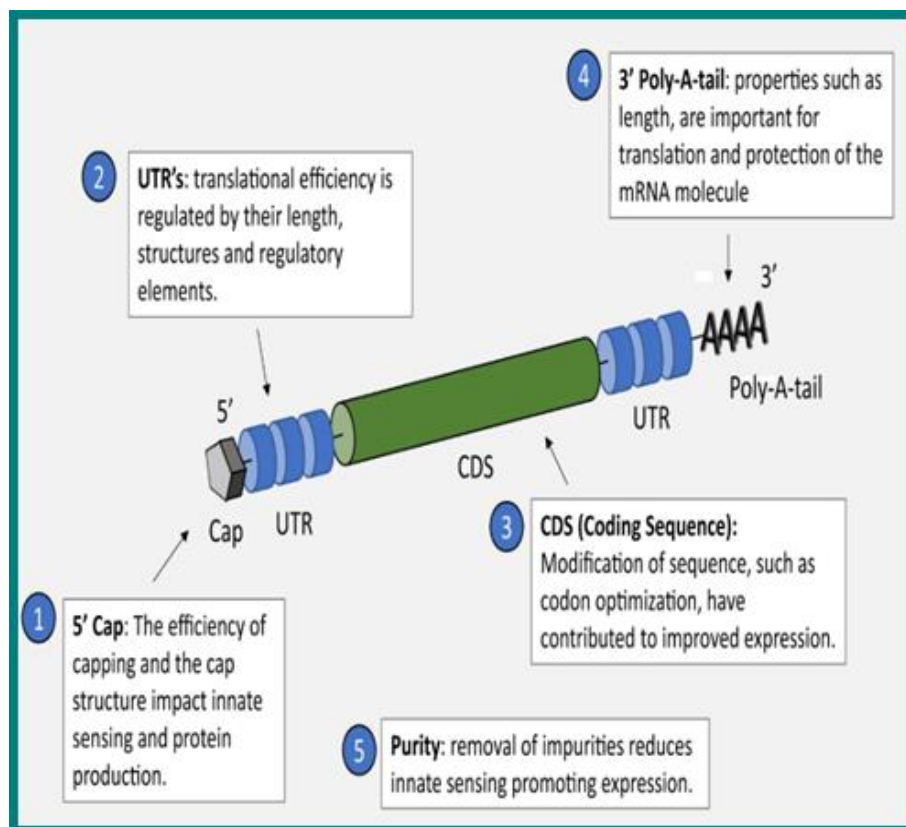 1
5' Cap: The efficiency of
capping and the cap
structure impact innate
sensing and protein
production.
2
UTR's: translational efficiency is
regulated by their length,
structures and regulatory
elements.
3
CDS (Coding Sequence):
Modification of sequence, such as
codon optimization, have
contributed to improved expression.
4
3' Poly-A-tail: properties such as
length, are important for
translation and protection of the
mRNA molecule
5
Purity: removal of impurities reduces
innate sensing promoting expression.
5'
Cap
UTR
CDS
UTR
AAAA
3'
Poly-A-tail